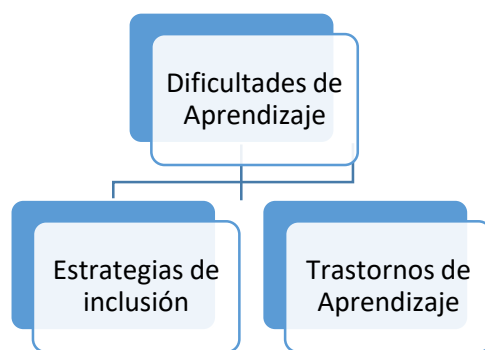 Dificultades de
Aprendizaje
Estrategias de
inclusión
Trastornos de
Aprendizaje